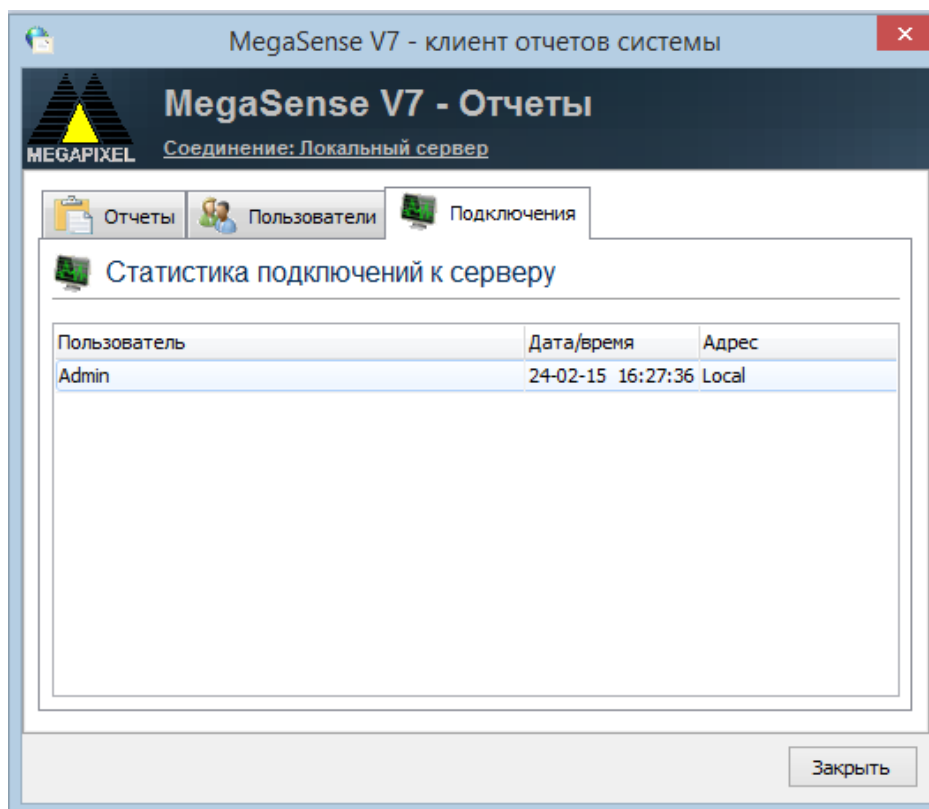 MegaSense V7 - клиент отчетов системы
MegaSense V7 - Отчеты
MEGAPIXEL
Соединение: Локальный сервер
Отчеты Пользователи Подключения
Статистика подключений к серверу
Пользователь Дата/время Адрес
Admin 24-02-15 16:27:36 Local
Закрыть